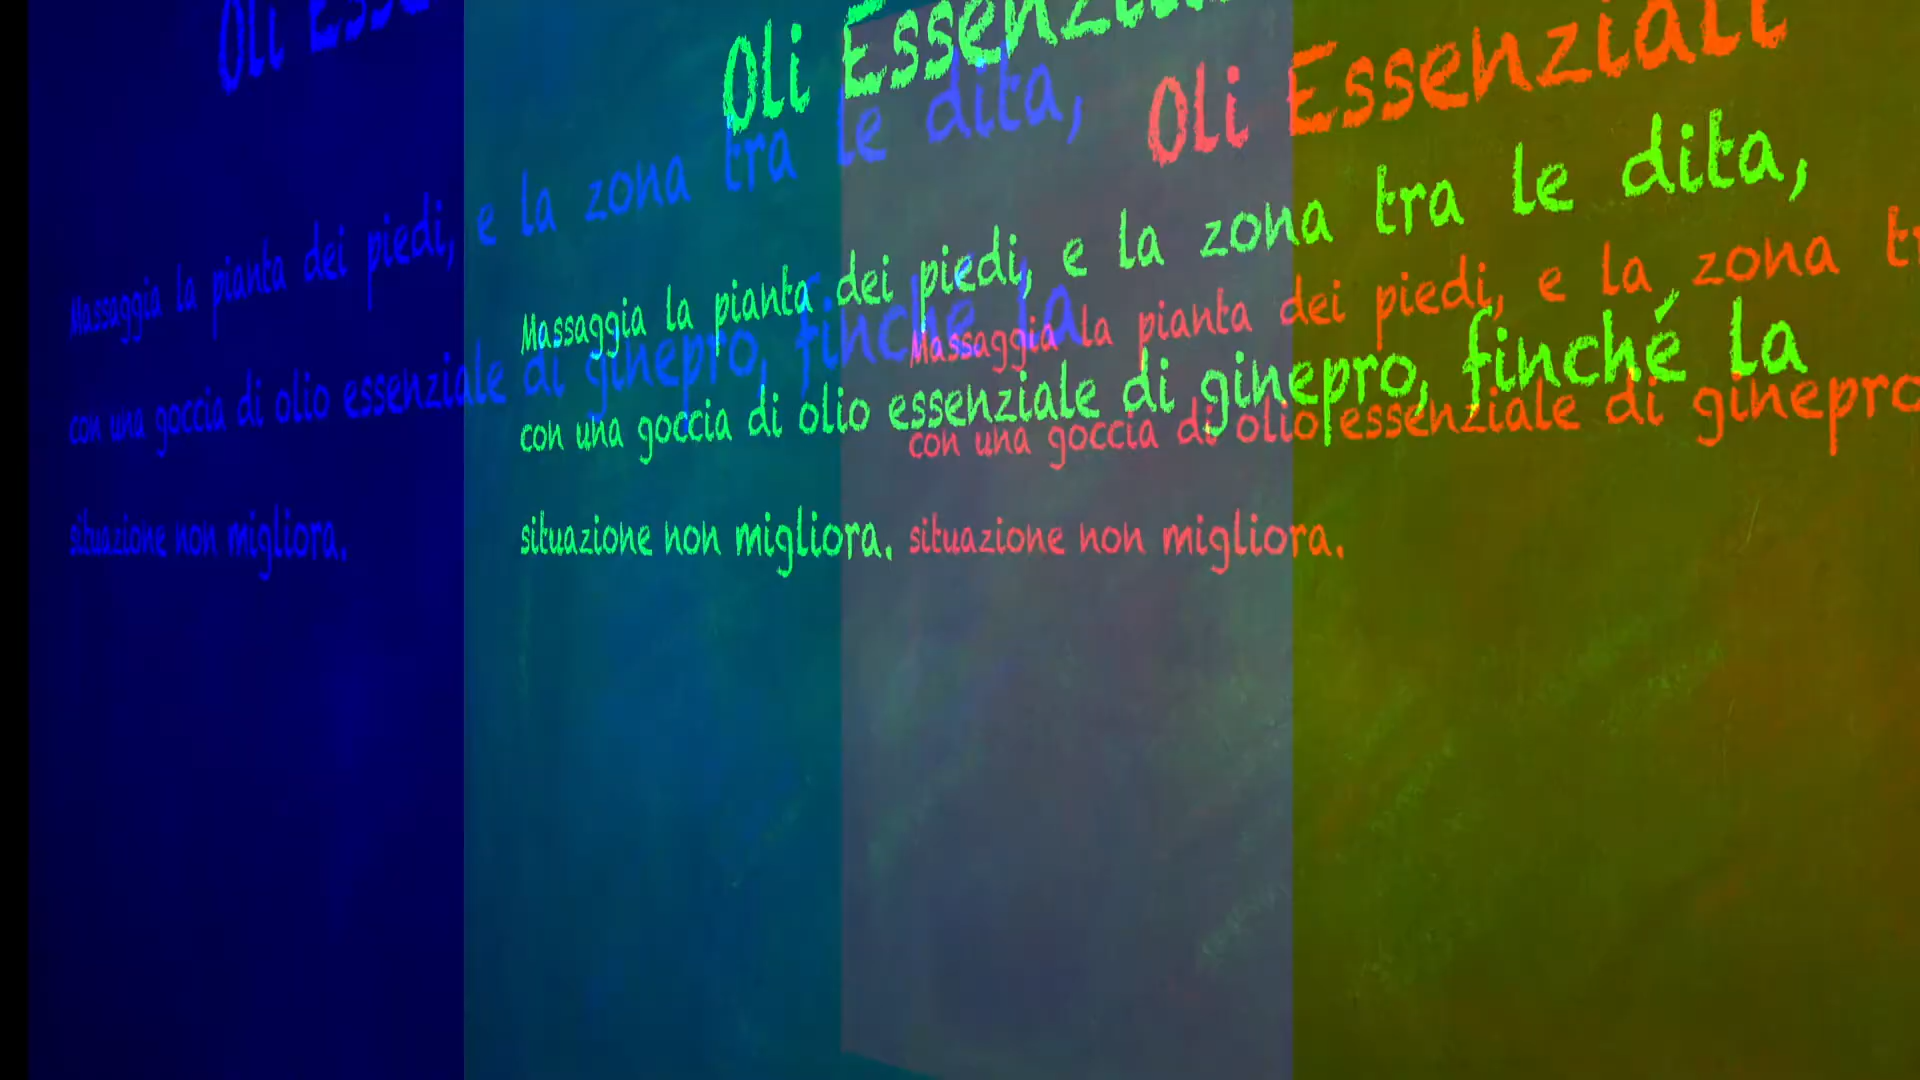 Oli Essenziali
Massaggia la pianta dei piedi, e la zona tra le dita,
con una goccia di olio essenziale di ginepro, finché la
situazione non migliora.